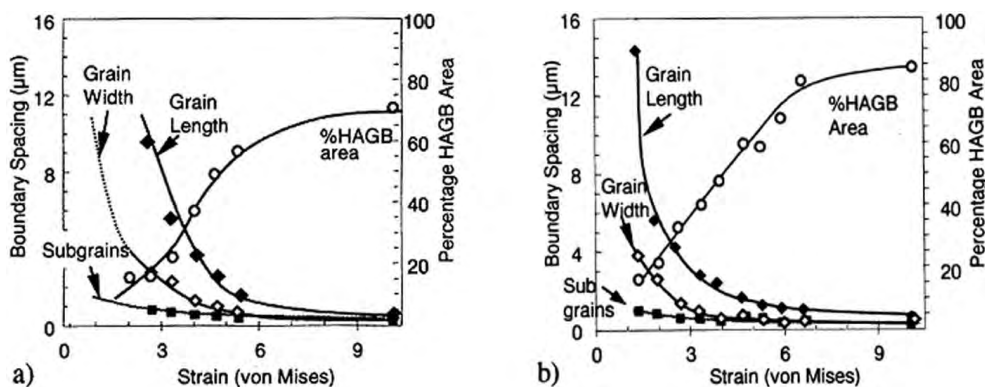 16
12
8
4
0
Boundary Spacing (µm)
0
3
6
9
Strain (von Mises)
100
80
60
40
20
Percentage HAGB Area
Grain
Width
Grain
Length
%HAGB
area
Subgrains
a)
16
12
8
4
0
Boundary Spacing (µm)
0
3
6
9
Strain (von Mises)
100
80
60
40
20
Percentage HAGB Area
Grain
Length
Grain
Width
%HAGB
Area
Sub
grains
b)